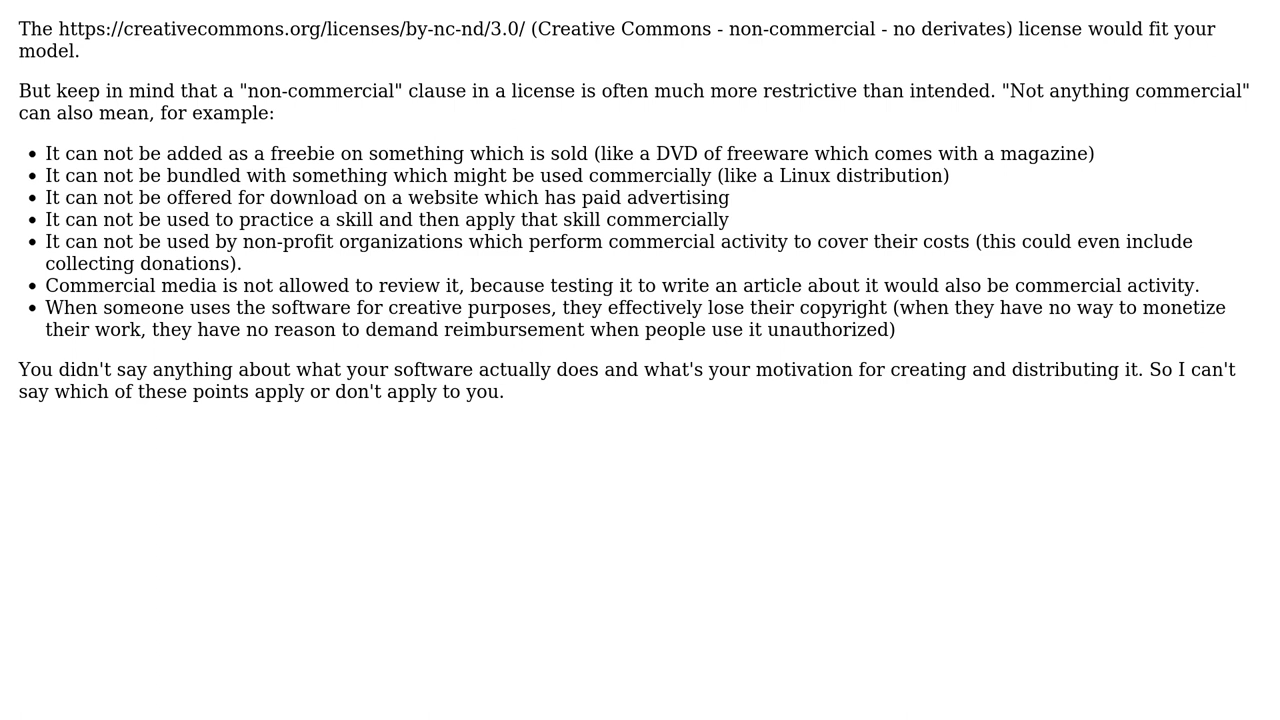 The https://creativecommons.org/licenses/by-nc-nd/3.0/ (Creative Commons - non-commercial - no derivates) license would fit your
model.
But keep in mind that a "non-commercial" clause in a license is often much more restrictive than intended. "Not anything commercial"
can also mean, for example:
• It can not be added as a freebie on something which is sold (like a DVD of freeware which comes with a magazine)
• It can not be bundled with something which might be used commercially (like a Linux distribution)
• It can not be offered for download on a website which has paid advertising
• It can not be used to practice a skill and then apply that skill commercially
• It can not be used by non-profit organizations which perform commercial activity to cover their costs (this could even include
collecting donations).
• Commercial media is not allowed to review it, because testing it to write an article about it would also be commercial activity.
• When someone uses the software for creative purposes, they effectively lose their copyright (when they have no way to monetize
their work, they have no reason to demand reimbursement when people use it unauthorized)
You didn't say anything about what your software actually does and what's your motivation for creating and distributing it. So I can't
say which of these points apply or don't apply to you.